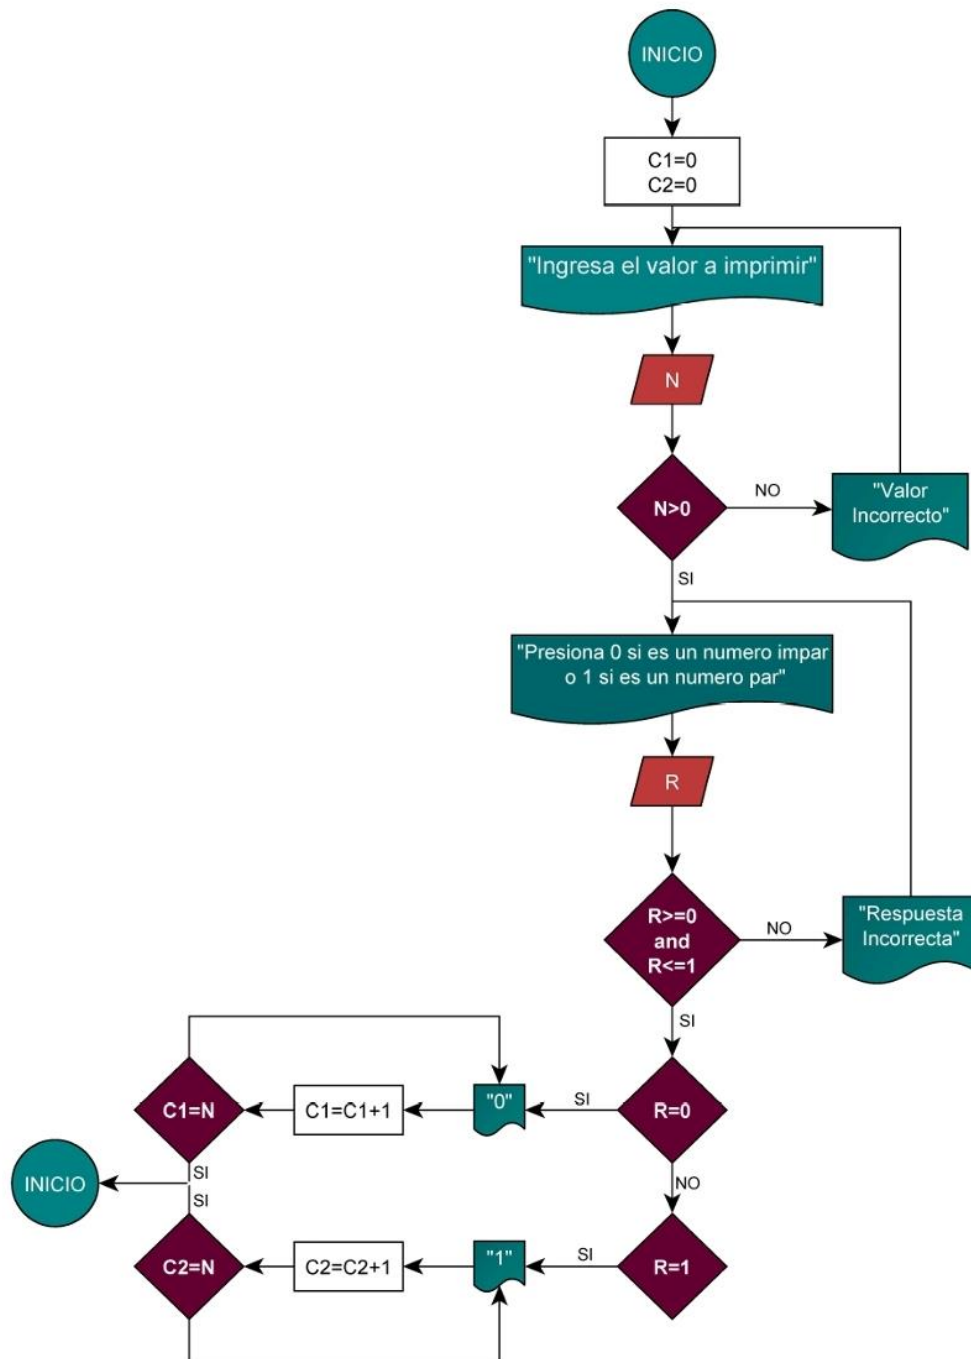 INICIO
C1=0
C2=0
"Ingresa el valor a imprimir"
N
N>0
NO
"Valor
Incorrecto"
SI
"Presiona 0 si es un numero impar
o 1 si es un numero par"
R
R>=0
and
R<=1
NO
"Respuesta
Incorrecta"
SI
R=0
SI
"0"
C1=C1+1
C1=N
SI
INICIO
SI
NO
R=1
SI
"1"
C2=C2+1
C2=N